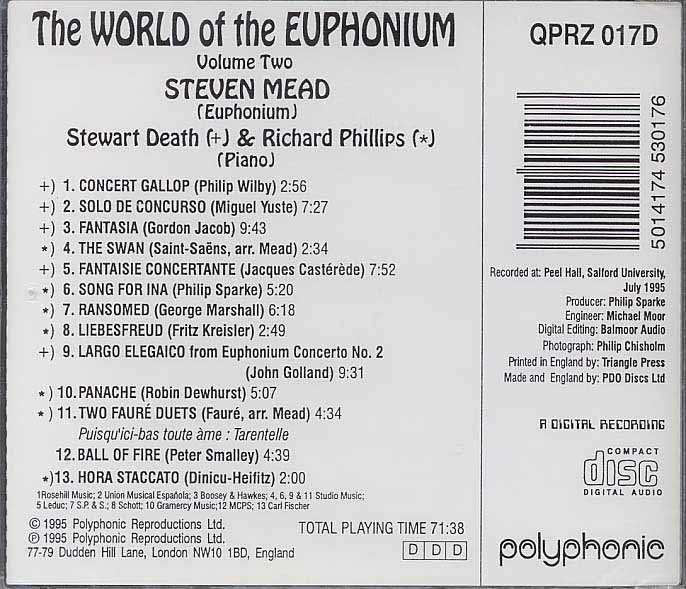 The WORLD of the EUPHONIUM
Volume Two
STEVEN MEAD
(Euphonium)
Stewart Death (+) & Richard Phillips (*)
(Piano)
+) 1. CONCERT GALLOP (Philip Wilby) 2:56
+) 2. SOLO DE CONCURSO (Miguel Yuste) 7:27
+) 3. FANTASIA (Gordon Jacob) 9:43
*) 4. THE SWAN (Saint-Saëns, arr. Mead) 2:34
+) 5. FANTAISIE CONCERTANTE (Jacques Castérède) 7:52
*) 6. SONG FOR INA (Philip Sparke) 5:20
*) 7. RANSOMED (George Marshall) 6:18
*) 8. LIEBESFREUD (Fritz Kreisler) 2:49
+) 9. LARGO ELEGAICO from Euphonium Concerto No. 2
(John Golland) 9:31
*) 10. PANACHE (Robin Dewhurst) 5:07
*) 11. TWO FAURÉ DUETS (Fauré, arr. Mead) 4:34
Puisqu'ici-bas toute àme : Tarentelle
12. BALL OF FIRE (Peter Smalley) 4:39
*) 13. HORA STACCATO (Dinicu-Heifitz) 2:00
1Rosehill Music; 2 Union Musical Española; 3 Boosey & Hawkes; 4, 6, 9 & 11 Studio Music;
5 Leduc; 7 S.P. & S.; 8 Schott; 10 Gramercy Music;12 MCPS; 13 Carl Fischer
© 1995 Polyphonic Reproductions Ltd.
℗ 1995 Polyphonic Reproductions Ltd.
77-79 Dudden Hill Lane, London NW10 1BD, England
TOTAL PLAYING TIME 71:38
D D D
QPRZ 017D
5014174 530176
Recorded at: Peel Hall, Salford University,
July 1995
Producer: Philip Sparke
Engineer: Michael Moor
Digital Editing: Balmoor Audio
Photograph: Philip Chisholm
Printed in England by: Triangle Press
Made and England by: PDO Discs Ltd
A DIGITAL RECORDING
COMPACT
disc
DIGITAL AUDIO
polyphonic